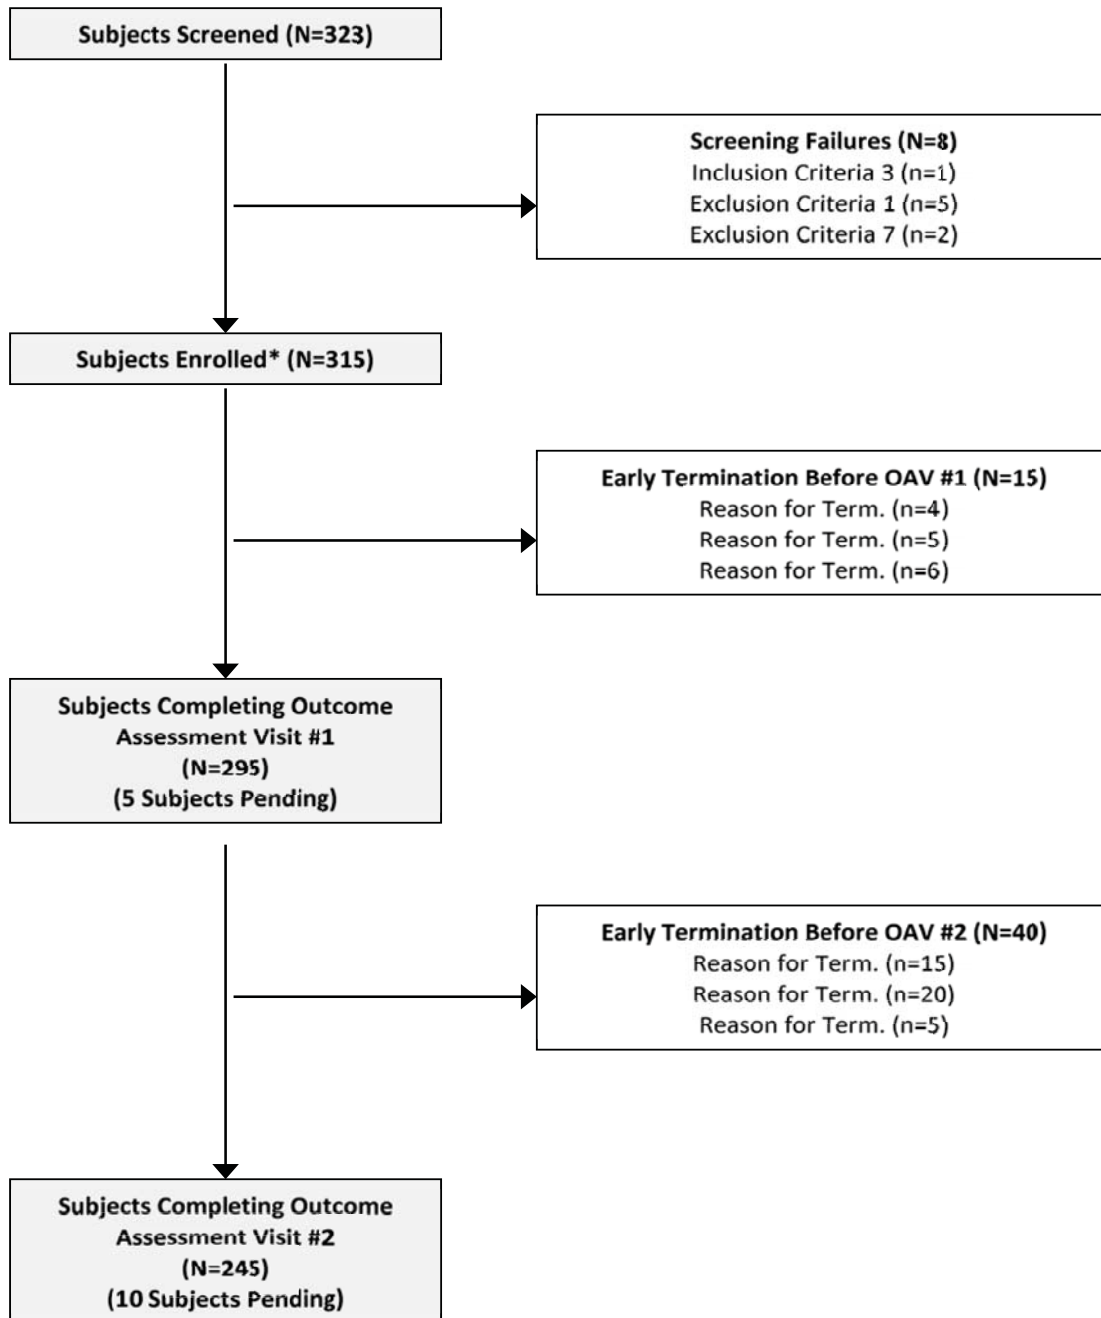 Subjects Screened (N=323)
Screening Failures (N=8)
Inclusion Criteria 3 (n=1)
Exclusion Criteria 1 (n=5)
Exclusion Criteria 7 (n=2)
Subjects Enrolled* (N=315)
Early Termination Before OAV #1 (N=15)
Reason for Term. (n=4)
Reason for Term. (n=5)
Reason for Term. (n=6)
Subjects Completing Outcome
Assessment Visit #1
(N=295)
(5 Subjects Pending)
Early Termination Before OAV #2 (N=40)
Reason for Term. (n=15)
Reason for Term. (n=20)
Reason for Term. (n=5)
Subjects Completing Outcome
Assessment Visit #2
(N=245)
(10 Subjects Pending)